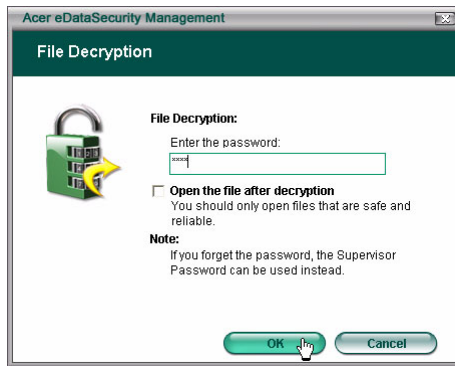 Acer eDataSecurity Management
File Decryption
File Decryption:
Enter the password:
xxxx
Open the file after decryption
You should only open files that are safe and
reliable.
Note:
If you forget the password, the Supervisor
Password can be used instead.
OK
Cancel